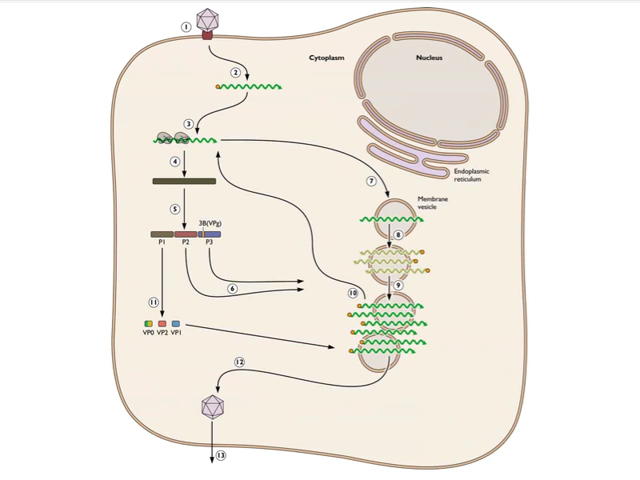 1
2
Cytoplasm
Nucleus
3
4
Endoplasmic
reticulum
7
5
Membrane
vesicle
3B(VPg)
8
P1
P2
P3
6
9
10
11
VP0
VP2
VP1
12
13